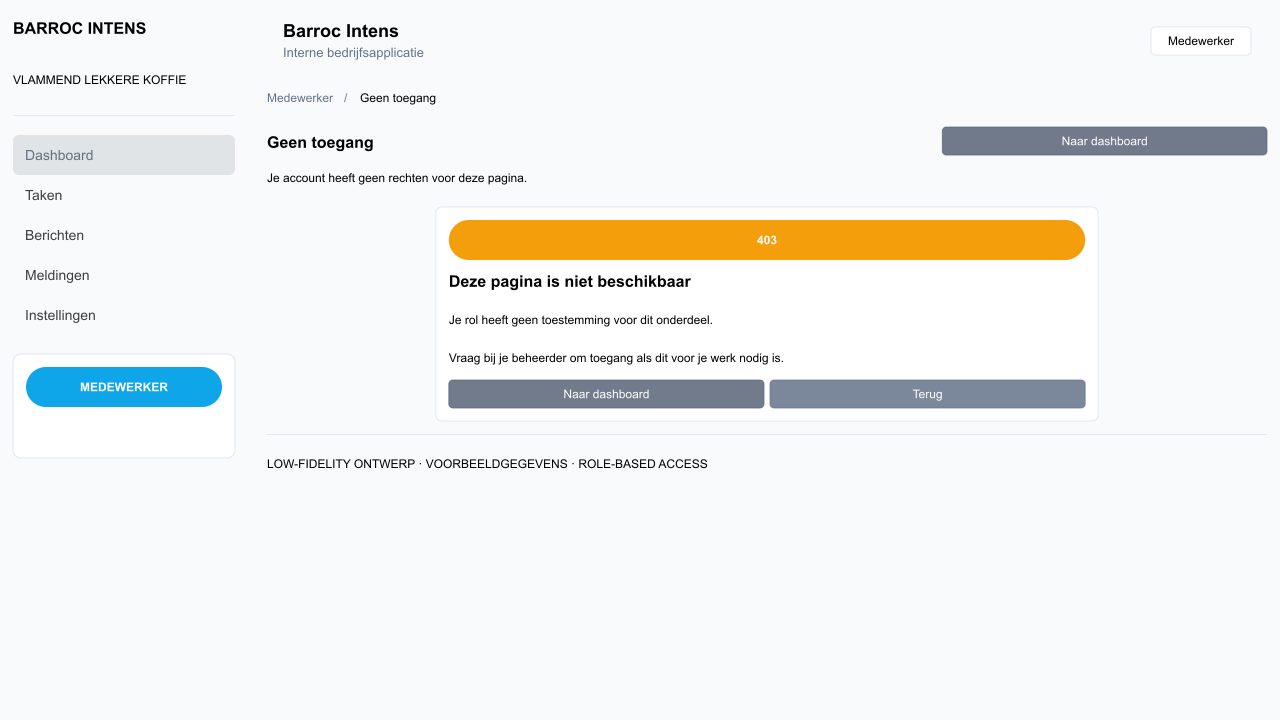 BARROC INTENS
VLAMMEND LEKKERE KOFFIE
Dashboard
Taken
Berichten
Meldingen
Instellingen
MEDEWERKER
Barroc Intens
Interne bedrijfsapplicatie
Medewerker
Medewerker / Geen toegang
Geen toegang
Naar dashboard
Je account heeft geen rechten voor deze pagina.
403
Deze pagina is niet beschikbaar
Je rol heeft geen toestemming voor dit onderdeel.
Vraag bij je beheerder om toegang als dit voor je werk nodig is.
Naar dashboard
Terug
LOW-FIDELITY ONTWERP · VOORBEELDGEGEVENS · ROLE-BASED ACCESS